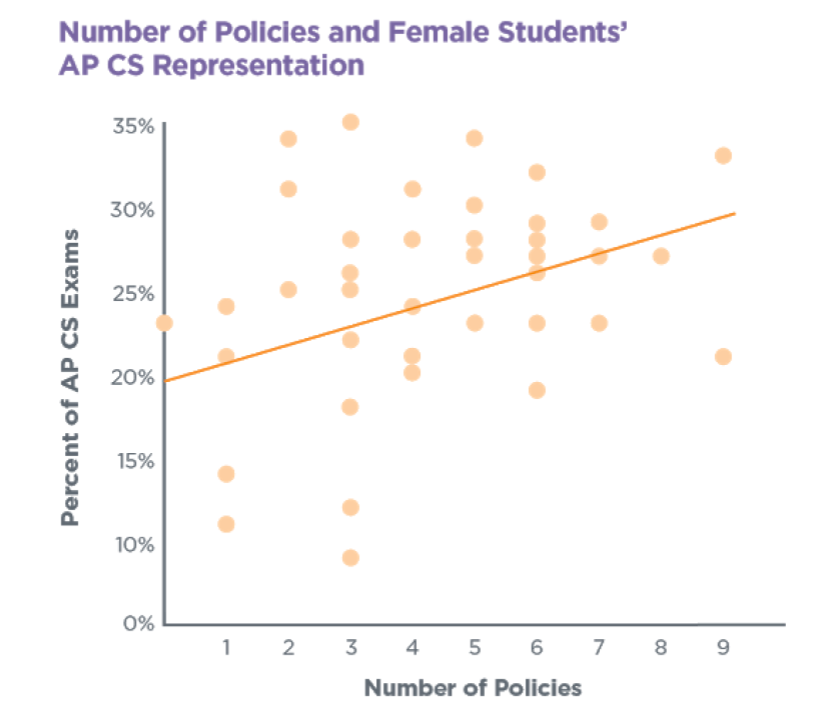 Number of Policies and Female Students’
AP CS Representation
Percent of AP CS Exams
35%
30%
25%
20%
15%
10%
0%
1 2 3 4 5 6 7 8 9
Number of Policies